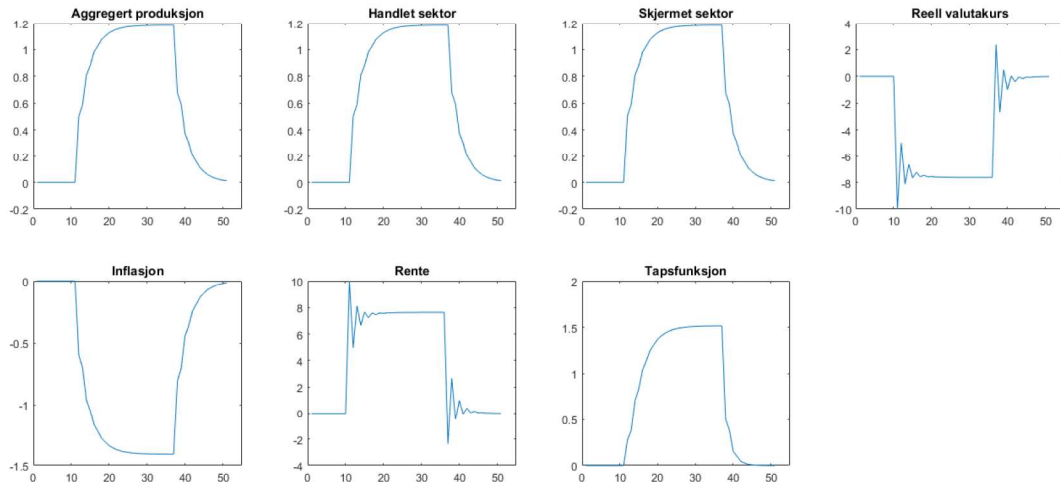 Aggregert produksjon Handlet sektor Skjermet sektor Reell valutakurs
1.2 1.2 1.2 4
1 1 1 2
0.8 0.8 0.8 0
0.6 0.6 0.6 -2
0.4 0.4 0.4 -4
0.2 0.2 0.2 -6
0 0 0 -8
-0.2 -0.2 -0.2 -10
0 10 20 30 40 50 0 10 20 30 40 50 0 10 20 30 40 50 0 10 20 30 40 50
Inflasjon Rente Tapsfunksjon
0 10 2
8
-0.5 6 1.5
4 1
-1 2
0 0.5
-2
-1.5 -4 0
0 10 20 30 40 50 0 10 20 30 40 50 0 10 20 30 40 50